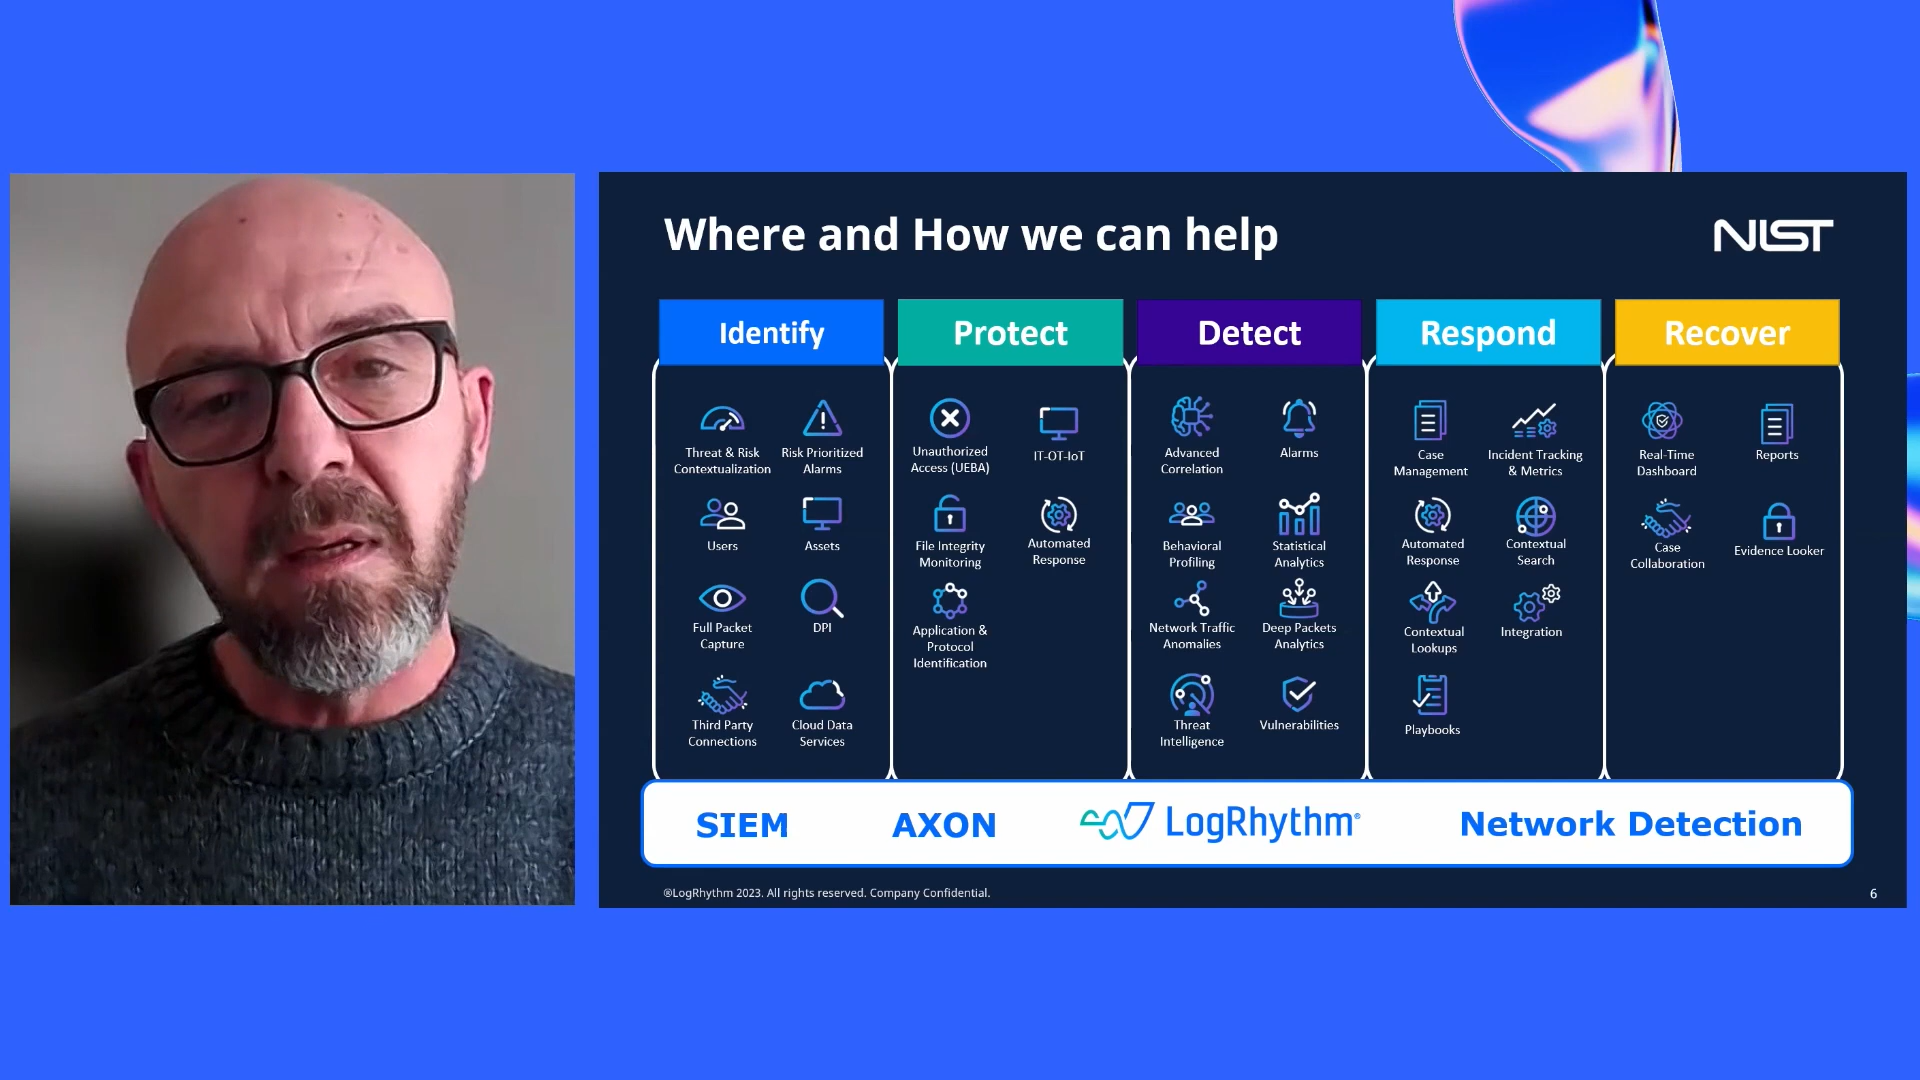 Where and How we can help
NIST
Identify
Protect
Detect
Respond
Recover
Threat & Risk
Contextualization
Risk Prioritized
Alarms
Users
Assets
Full Packet
Capture
DPI
Third Party
Connections
Cloud Data
Services
Unauthorized
Access (UEBA)
IT-OT-IoT
File Integrity
Monitoring
Automated
Response
Application &
Protocol
Identification
Advanced
Correlation
Alarms
Behavioral
Profiling
Statistical
Analytics
Network Traffic
Anomalies
Deep Packets
Analytics
Threat
Intelligence
Vulnerabilities
Case
Management
Incident Tracking
& Metrics
Automated
Response
Contextual
Search
Contextual
Lookups
Integration
Playbooks
Real-Time
Dashboard
Reports
Case
Collaboration
Evidence Looker
SIEM
AXON
LogRhythm®
Network Detection
®LogRhythm 2023. All rights reserved. Company Confidential.
6